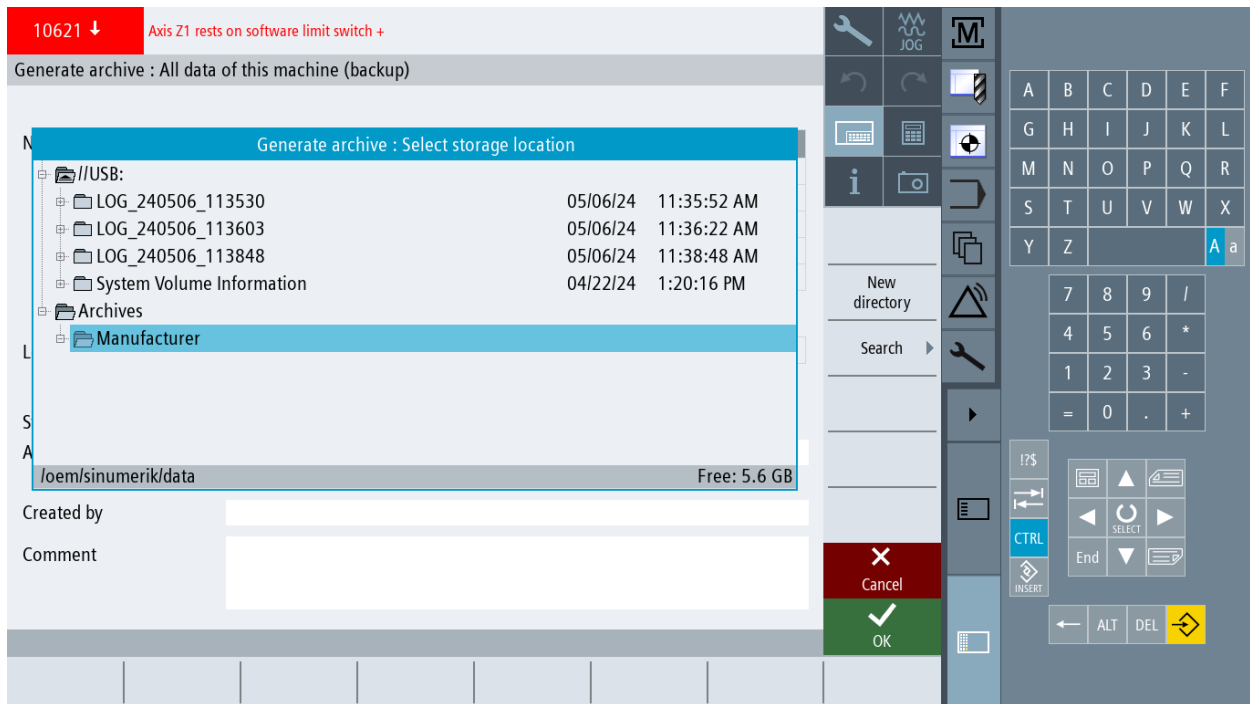 10621 Axis Z1 rests on software limit switch +
Generate archive : All data of this machine (backup)
N
Generate archive : Select storage location
//USB:
LOG_240506_113530 05/06/24 11:35:52 AM
LOG_240506_113603 05/06/24 11:36:22 AM
LOG_240506_113848 05/06/24 11:38:48 AM
System Volume Information 04/22/24 1:20:16 PM
Archives
Manufacturer
L
S
A
/oem/sinumerik/data Free: 5.6 GB
Created by
Comment
JOG
i
New
directory
Search
Cancel
OK
M
A B C D E F
G H I J K L
M N O P Q R
S T U V W X
Y Z A a
7 8 9 /
4 5 6 *
1 2 3 -
= 0 . +
!?$
SELECT
CTRL
End
INSERT
ALT DEL